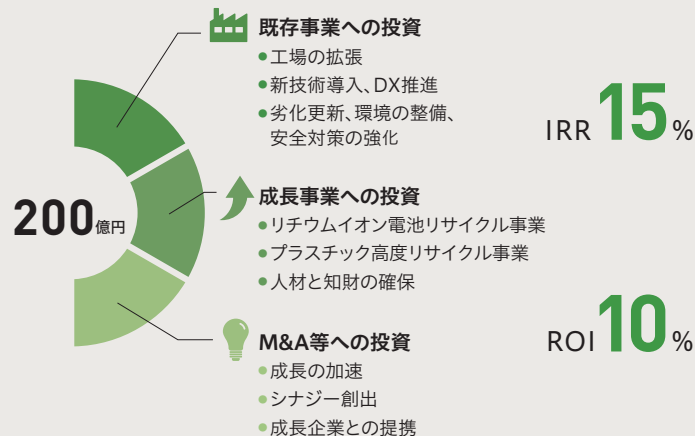 200億円
既存事業への投資
●工場の拡張
●新技術導入、DX推進
●劣化更新、環境の整備、
安全対策の強化
成長事業への投資
●リチウムイオン電池リサイクル事業
●プラスチック高度リサイクル事業
●人材と知財の確保
M&A等への投資
●成長の加速
●シナジー創出
●成長企業との提携
IRR 15%
ROI 10%